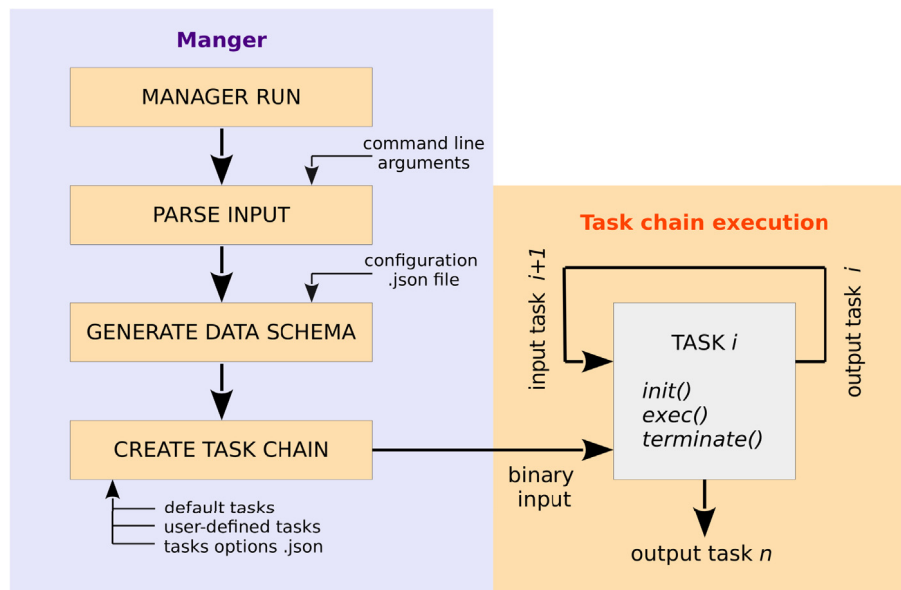 Manger
MANAGER RUN
command line
arguments
PARSE INPUT
configuration
.json file
GENERATE DATA SCHEMA
CREATE TASK CHAIN
default tasks
user-defined tasks
tasks options .json
Task chain execution
input task i+1
output task i
TASK i
init()
exec()
terminate()
binary
input
output task n